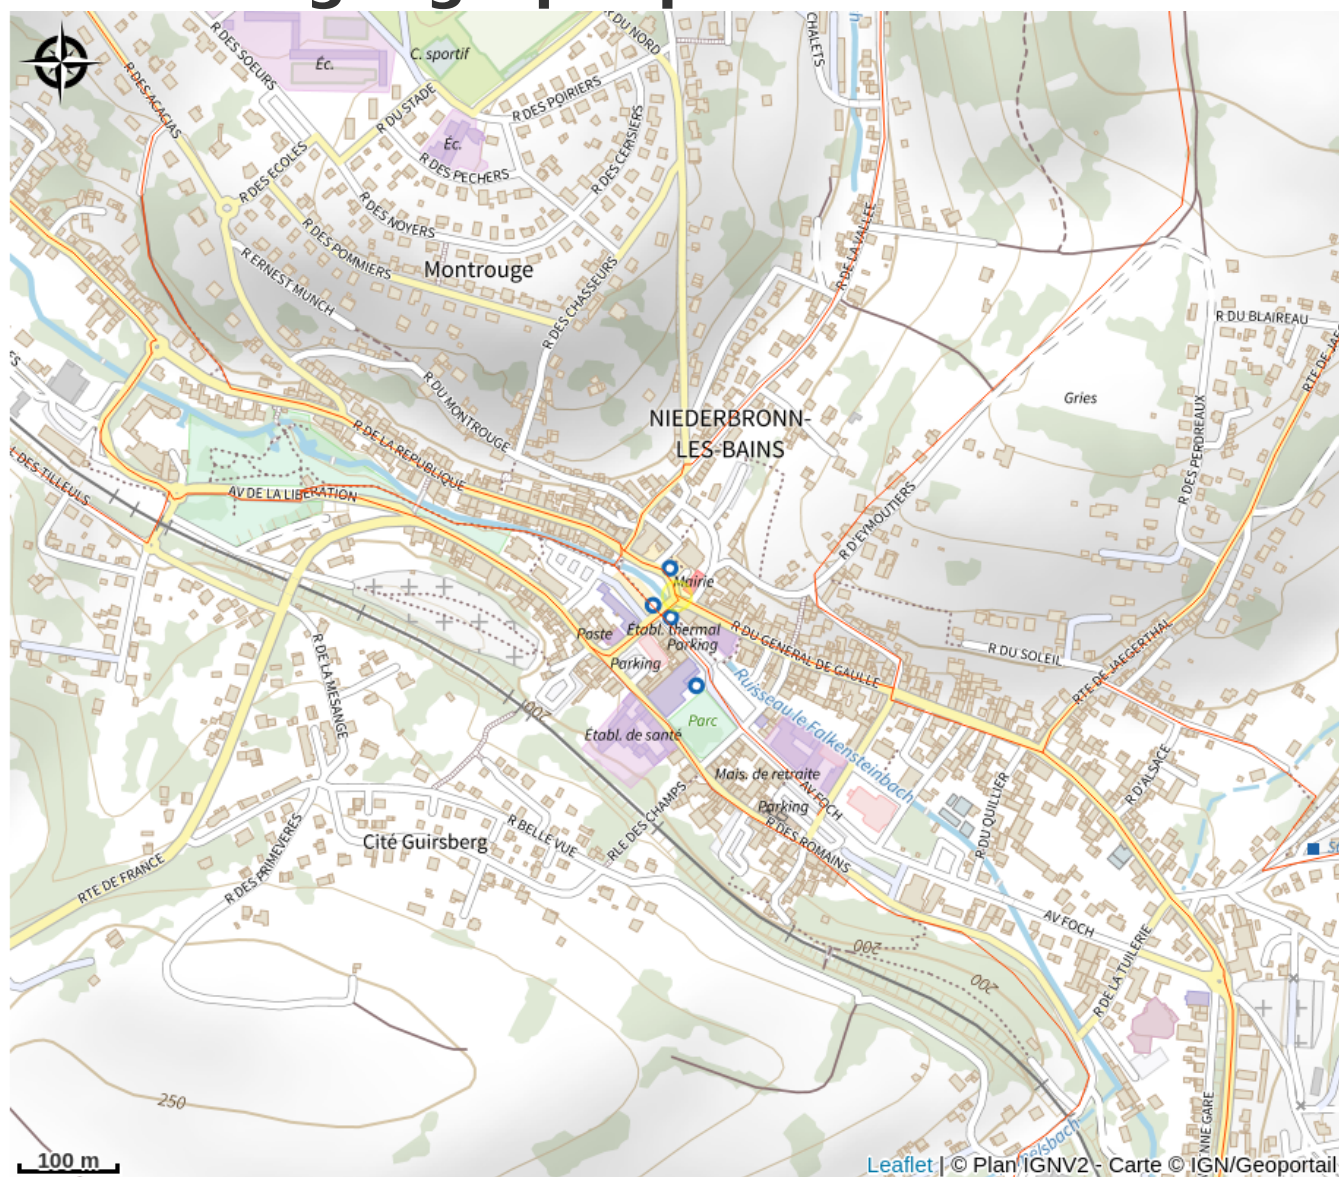 R DES SOEURS
Éc.
C. sportif
R DU NORD
CHALETS
R DES ACACIAS
R DU STADE
R DES POIRIERS
Éc.
R DES ECOLES
R DES PECHERS
R DES CERISIERS
R DES NOYERS
R DES POMMIERS
R DE LA VALLEE
R ERNEST MUNCH
Montrouge
R DES CHASSEURS
R DU BLAIREAU
R DU MONTROUGE
Gries
NIEDERBRONN-
LES-BAINS
R DE LA REPUBLIQUE
R DES PERDREAUX
DES TILLEULS
AV DE LA LIBERATION
R D'EYMOUTIERS
Mairie
Poste
Établ. thermal
Parking
Parking
R DU GENERAL DE GAULLE
R DU SOLEIL
RTE DE JAEGERTHAL
R DE LA MESANGE
200
Ruisseau le Falkensteinbach
Parc
Établ. de santé
Mais. de retraite
AV FOCH
Parking
R D'ALSACE
R DU QUILLIER
Cité Guirsberg
R BELLE VUE
RLE DES CHAMPS
R DES ROMAINS
RTE DE FRANCE
R DES PRIMEVERES
AV FOCH
200
200
R DE LA TUILERIE
250
100 m
Leaflet | © Plan IGNV2 - Carte © IGN/Geoportail